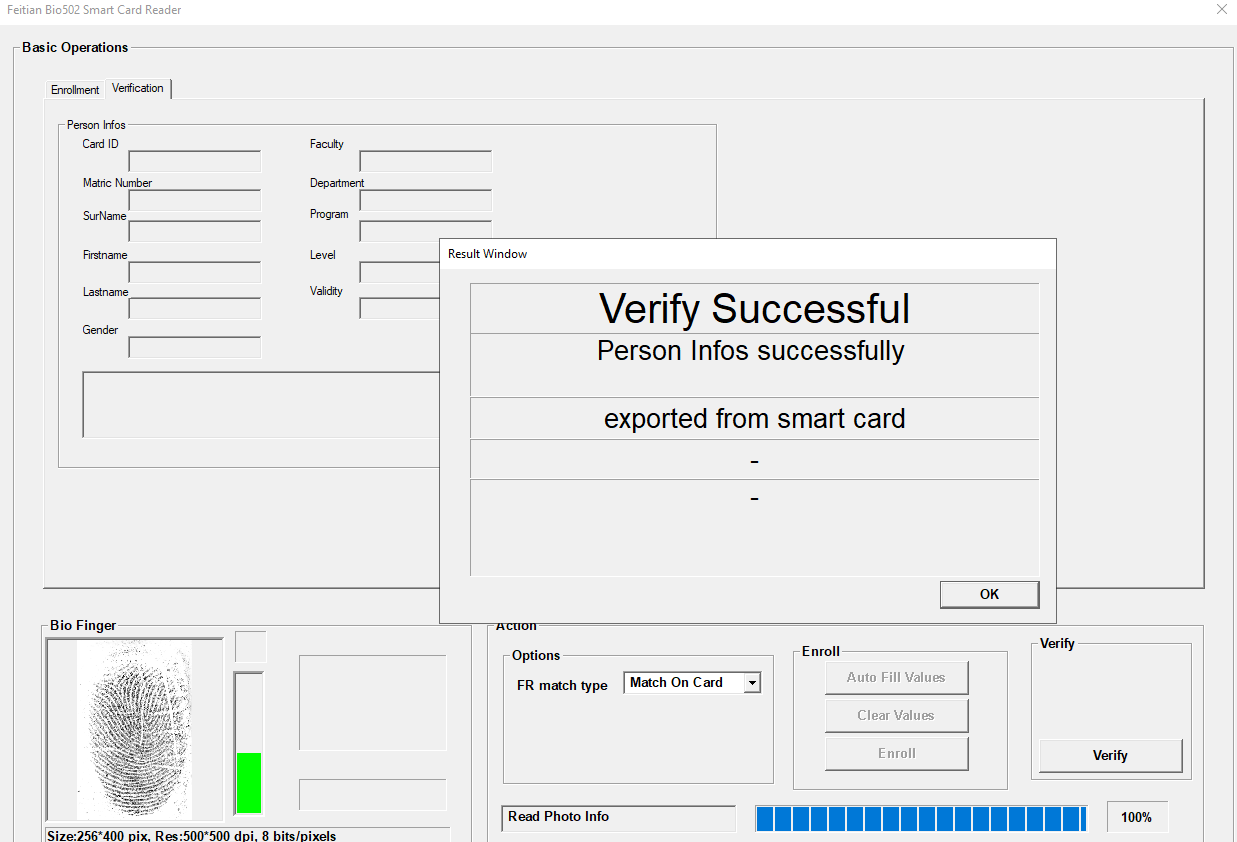 Feitian Bio502 Smart Card Reader
Basic Operations
Enrollment
Verification
Person Infos
Card ID
Faculty
Matric Number
Department
SurName
Program
Firstname
Level
Lastname
Validity
Gender
Result Window
Verify Successful
Person Infos successfully
exported from smart card
-
-
OK
Bio Finger
Size:256*400 pix, Res:500*500 dpi, 8 bits/pixels
Action
Options
FR match type
Match On Card
Enroll
Auto Fill Values
Clear Values
Enroll
Verify
Verify
Read Photo Info
100%